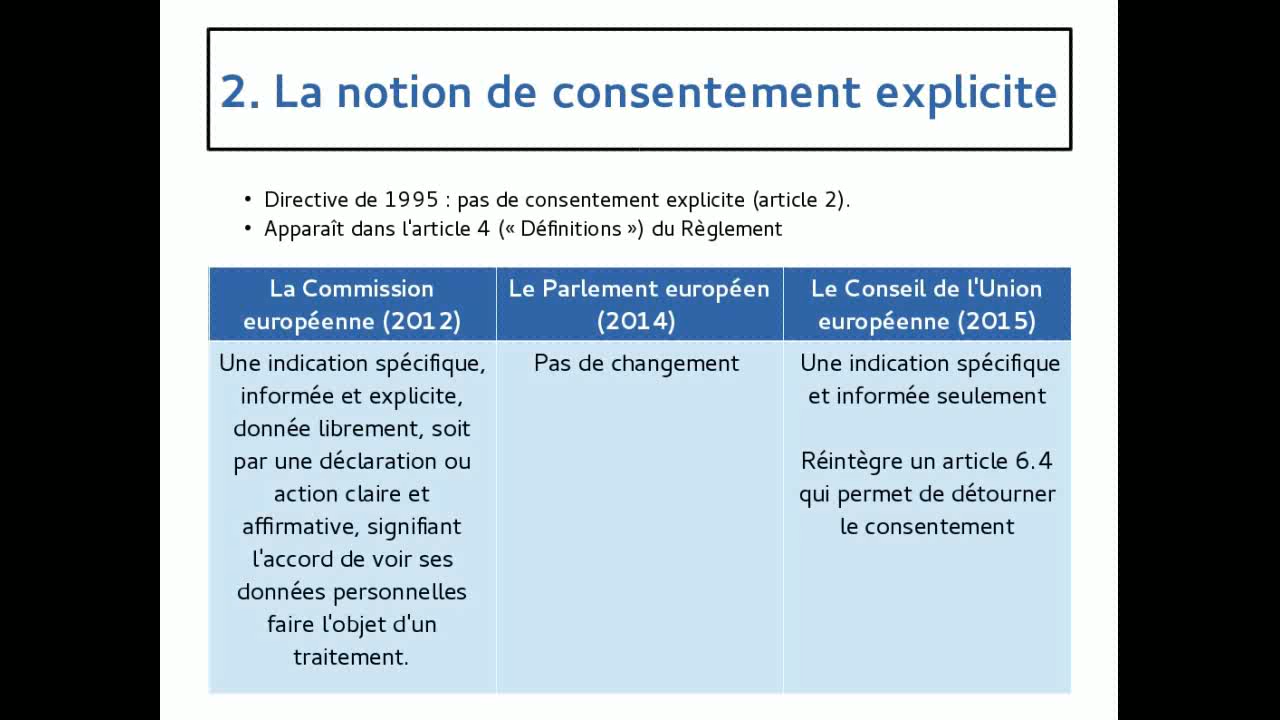 2. La notion de consentement explicite
• Directive de 1995 : pas de consentement explicite (article 2).
• Apparaît dans l'article 4 (« Définitions ») du Règlement
La Commission
européenne (2012)
Le Parlement européen
(2014)
Le Conseil de l'Union
européenne (2015)
Une indication spécifique,
informée et explicite,
donnée librement, soit
par une déclaration ou
action claire et
affirmative, signifiant
l'accord de voir ses
données personnelles
faire l'objet d'un
traitement.
Pas de changement
Une indication spécifique
et informée seulement
Réintègre un article 6.4
qui permet de détourner
le consentement